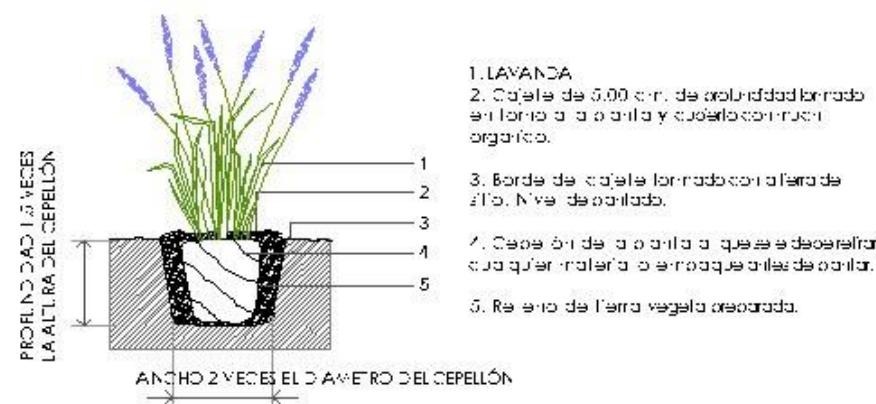 1. LAVANDA
2. Cajete de 5.00 cm. de profundidad formado
en torno a la planta y cubierto con
organico.
3. Borde del cajete formado con tierra de
sitio. Nivel de plantado.
4. Cepellón de la planta al que se le debe retirar
cualquier material o empaque antes de plantar.
5. Relleno de tierra vegetal preparada.
1
2
3
4
5
PROFUNDIDAD 1.5 VECES
LA ALTURA DEL CEPELLÓN
ANCHO 2 VECES EL DIAMETRO DEL CEPELLÓN